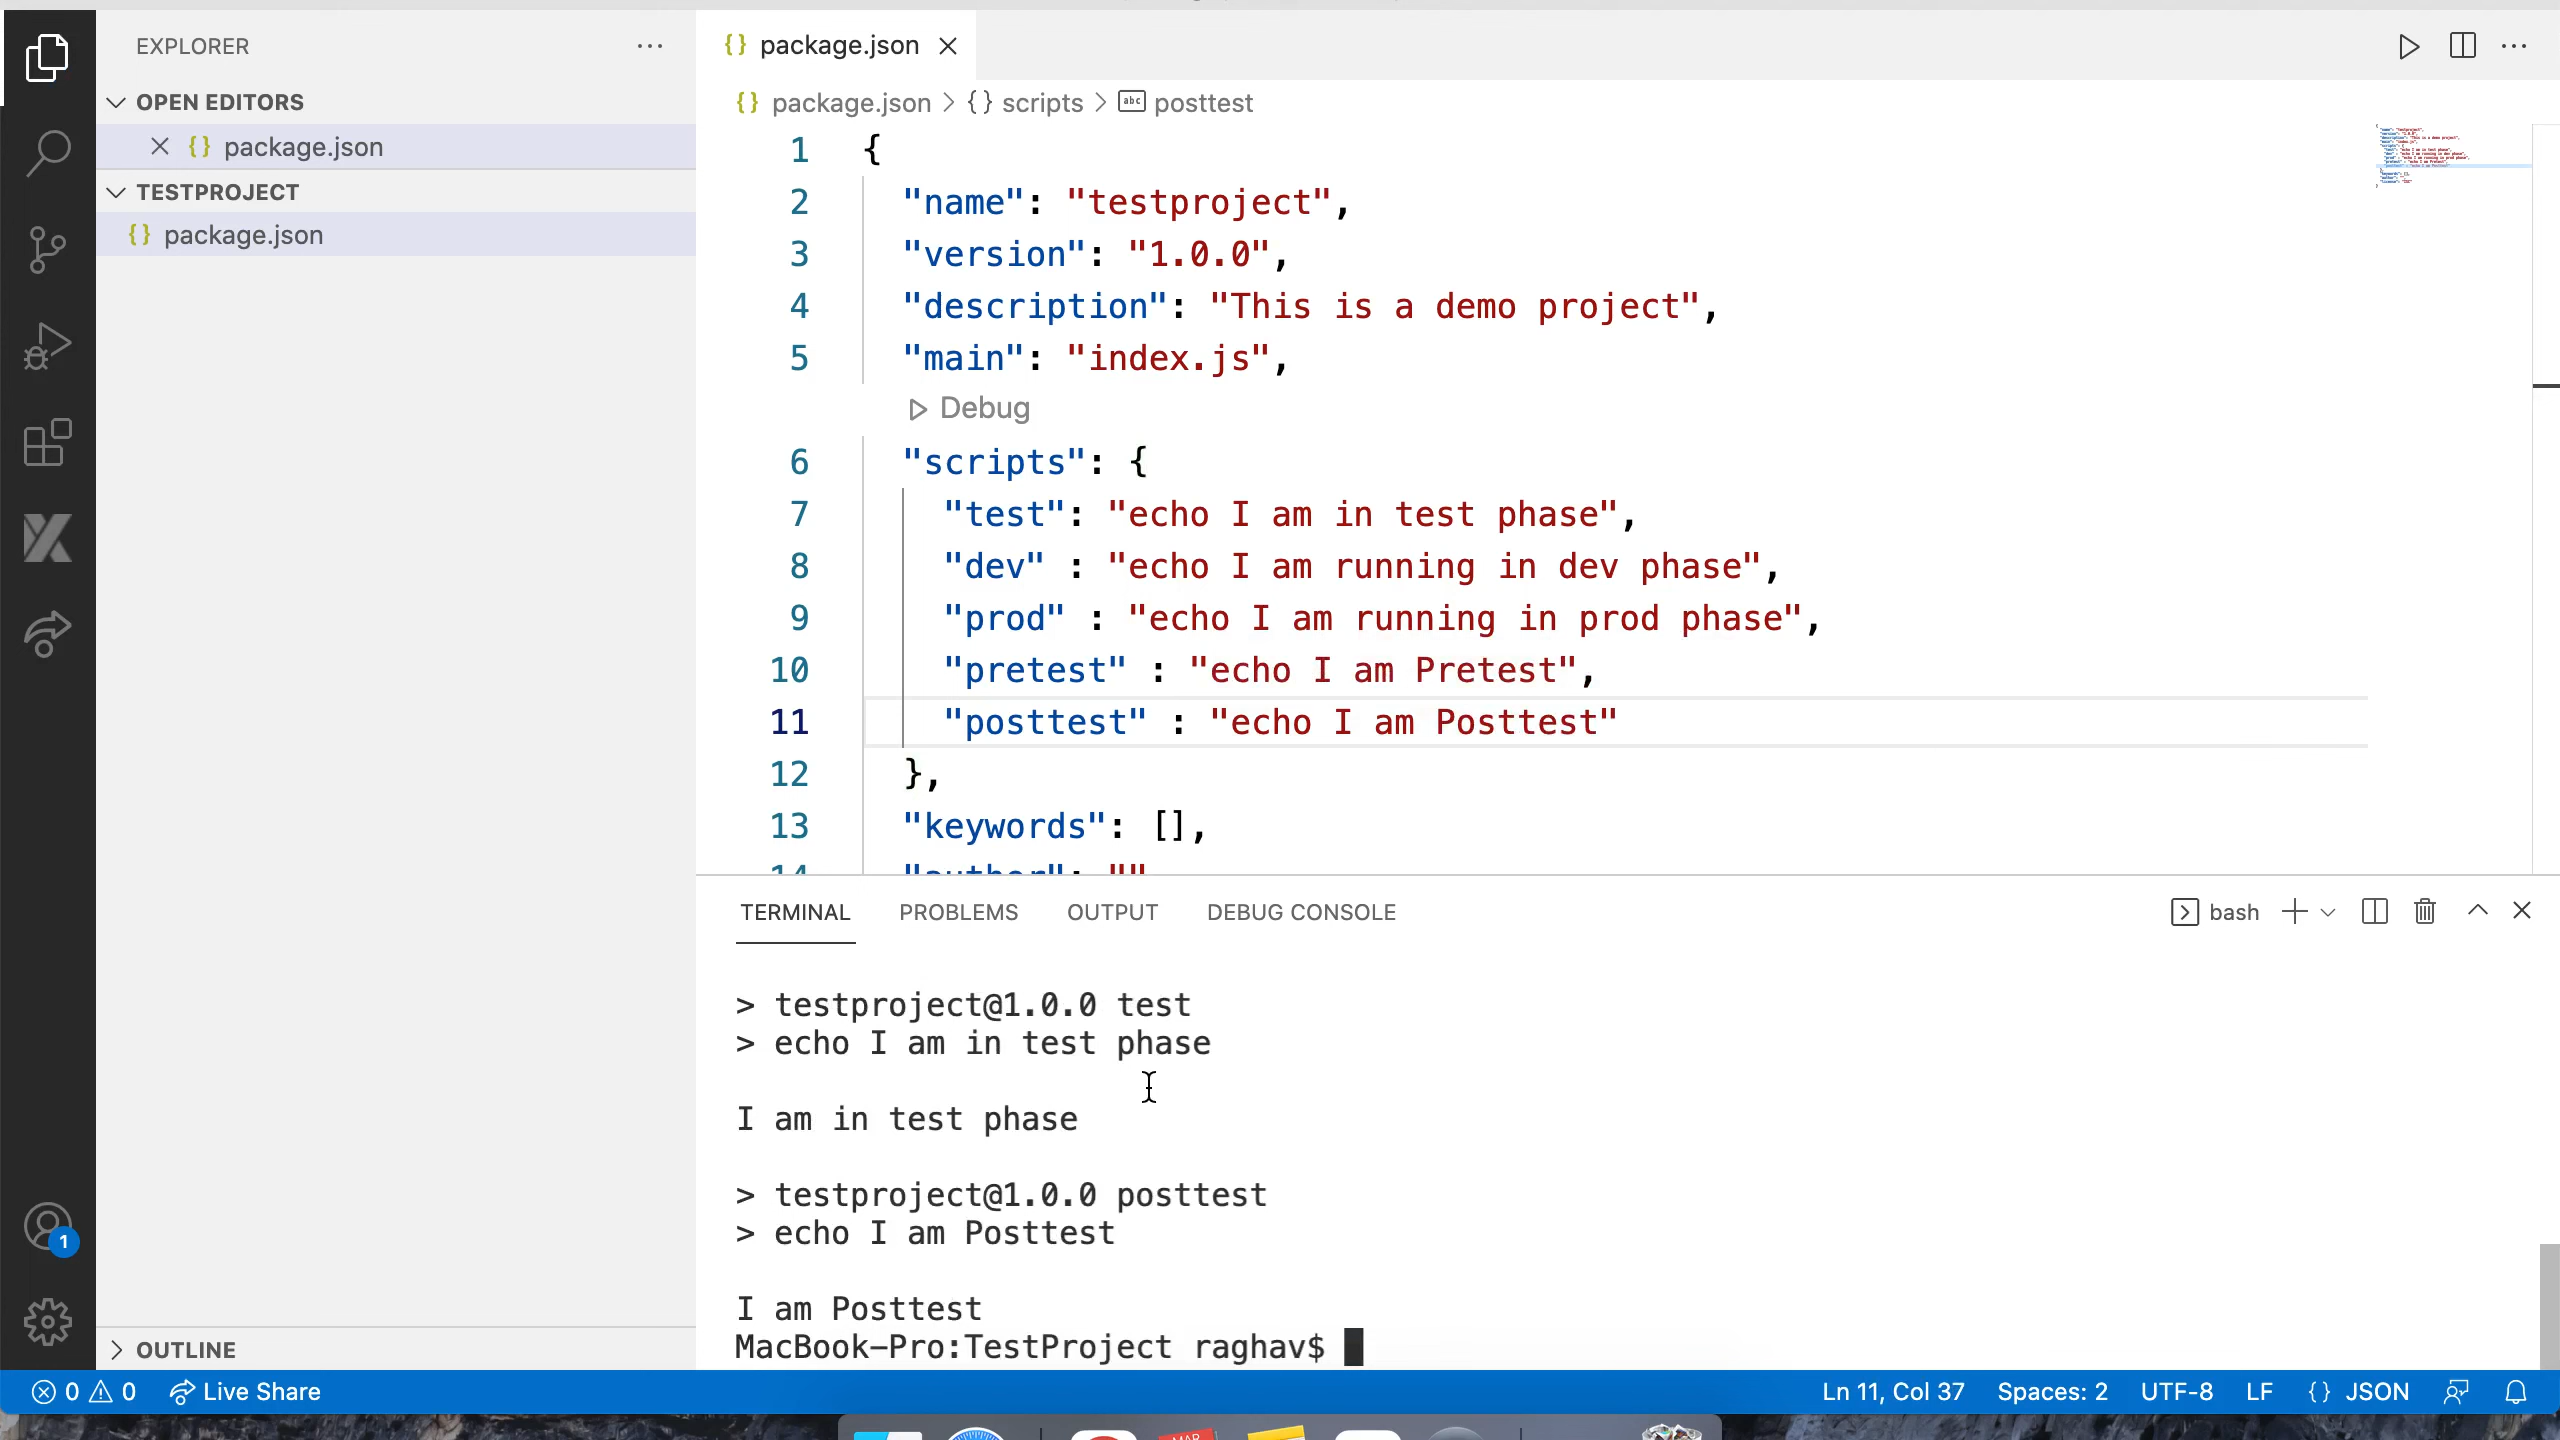 EXPLORER
OPEN EDITORS
package.json
TESTPROJECT
package.json
OUTLINE
package.json
package.json > {} scripts > abc posttest
1 {
2 "name": "testproject",
3 "version": "1.0.0",
4 "description": "This is a demo project",
5 "main": "index.js",
Debug
6 "scripts": {
7 "test": "echo I am in test phase",
8 "dev" : "echo I am running in dev phase",
9 "prod" : "echo I am running in prod phase",
10 "pretest" : "echo I am Pretest",
11 "posttest" : "echo I am Posttest"
12 },
13 "keywords": [],
14 "author": ""
TERMINAL PROBLEMS OUTPUT DEBUG CONSOLE
bash
> testproject@1.0.0 test
> echo I am in test phase
I am in test phase
> testproject@1.0.0 posttest
> echo I am Posttest
I am Posttest
MacBook-Pro:TestProject raghav$
1
0 0 Live Share
Ln 11, Col 37 Spaces: 2 UTF-8 LF {} JSON
MAR